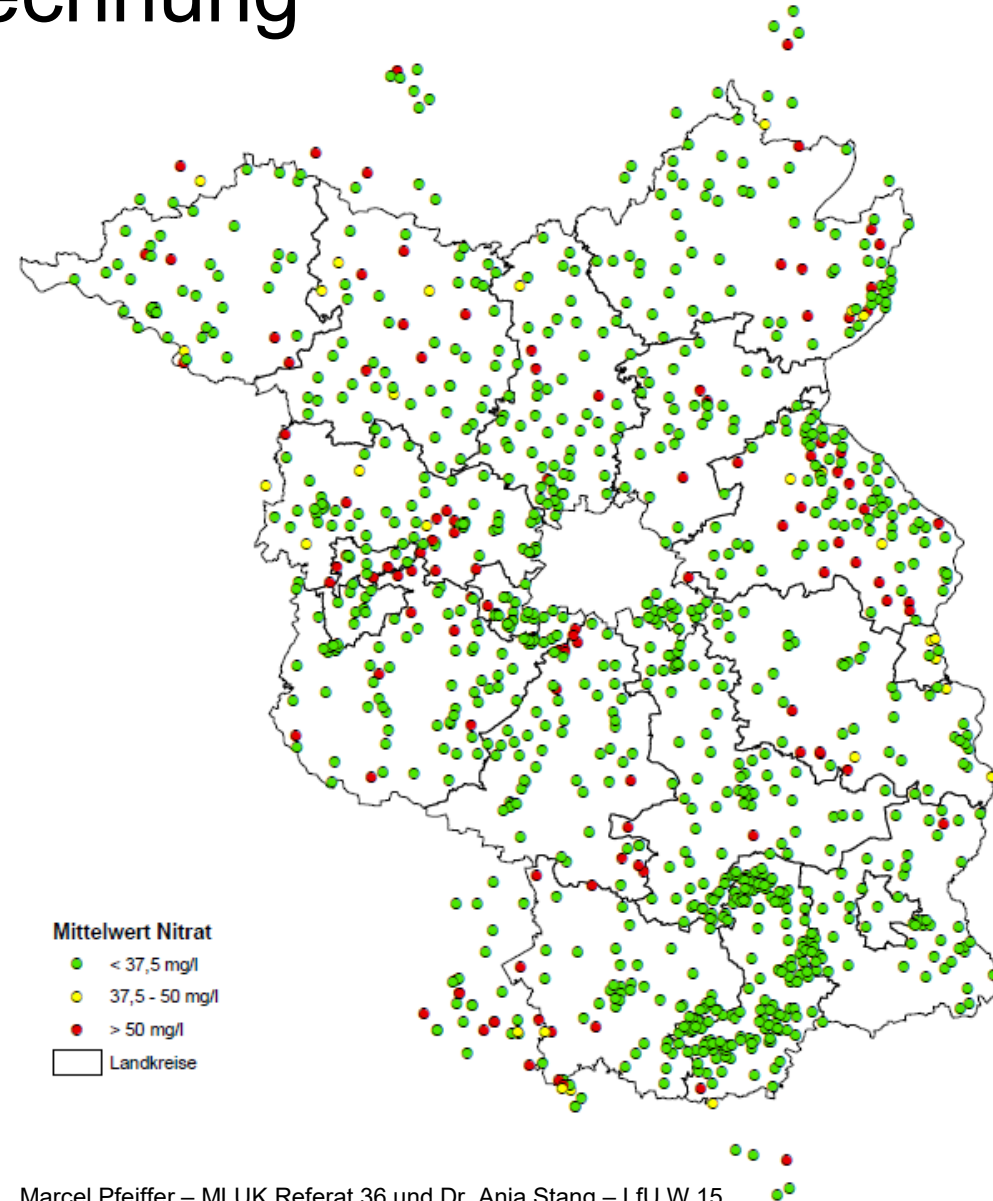 Mittelwert Nitrat
< 37,5 mg/l
37,5 - 50 mg/l
> 50 mg/l
Landkreise
Marcel Pfeiffer – MLUK Referat 36 und Dr. Anja Stang – LfU W 15